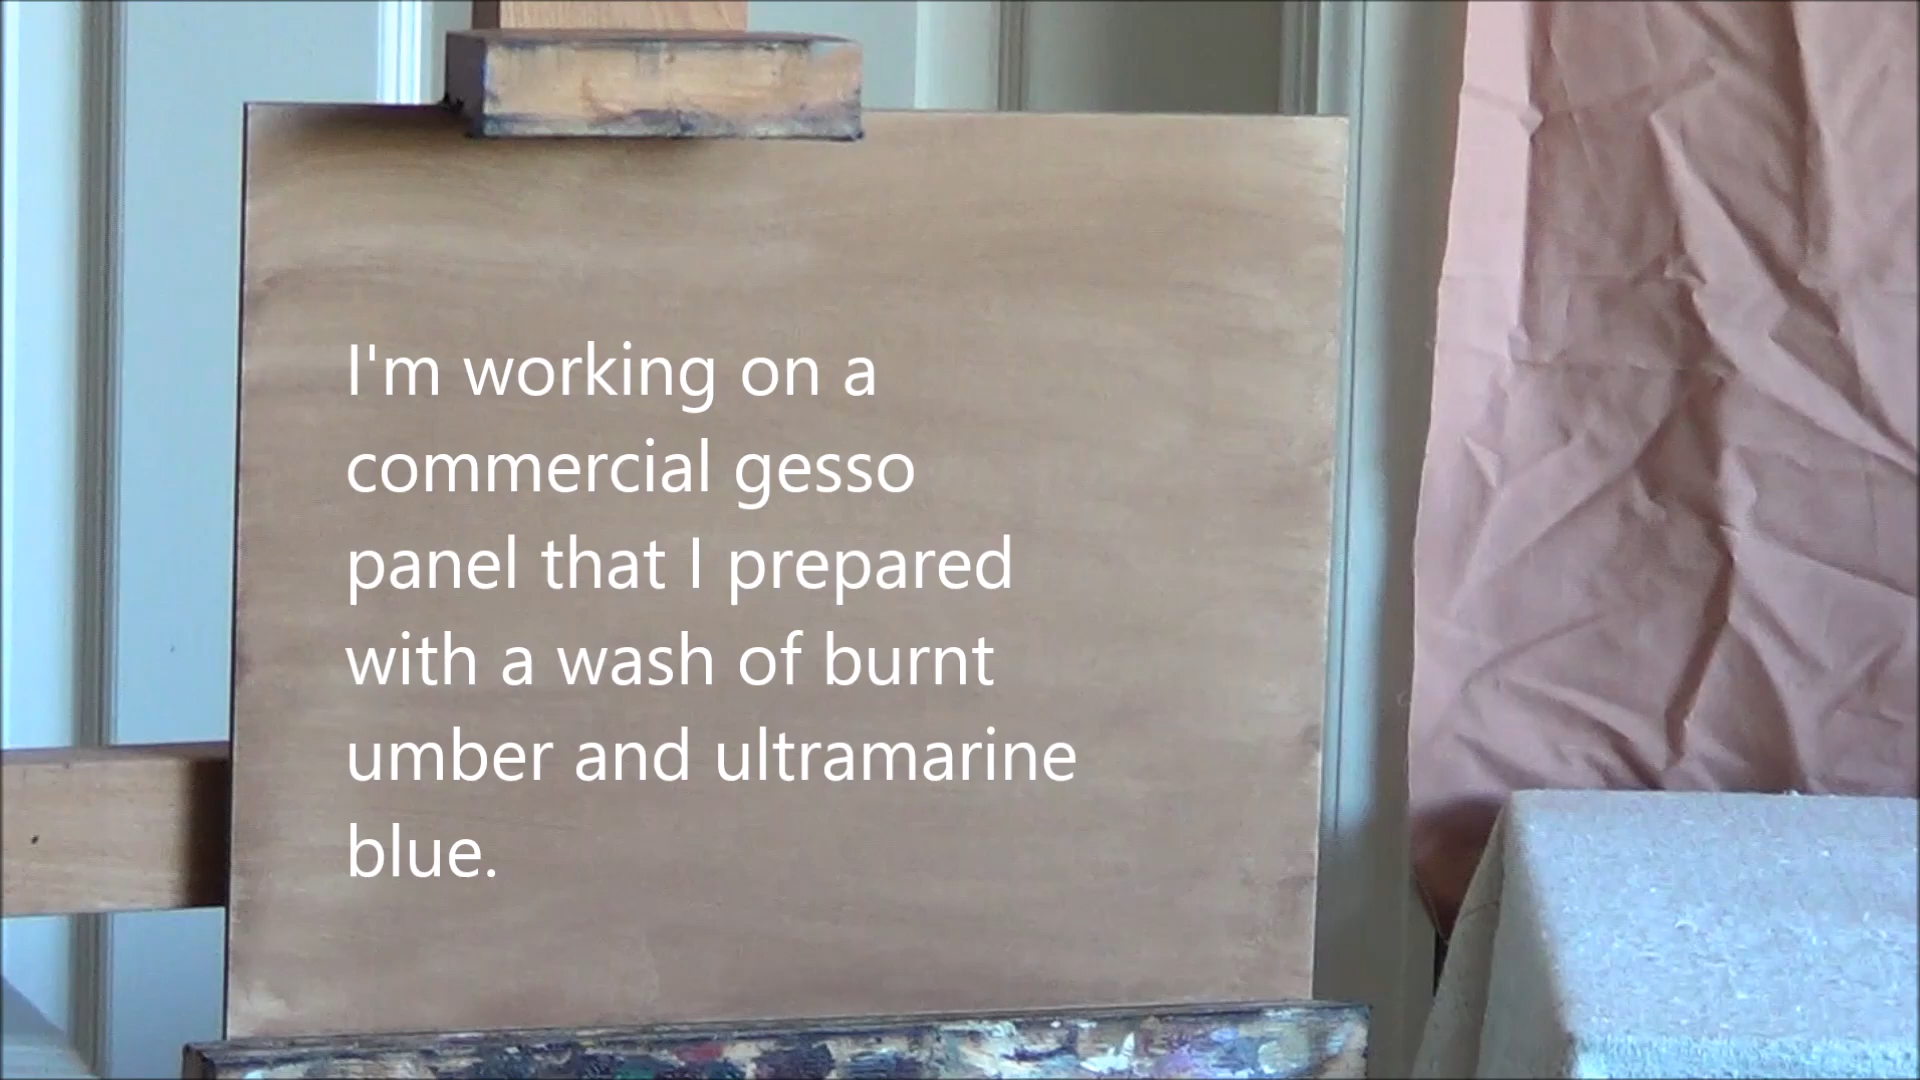 I'm working on a
commercial gesso
panel that I prepared
with a wash of burnt
umber and ultramarine
blue.